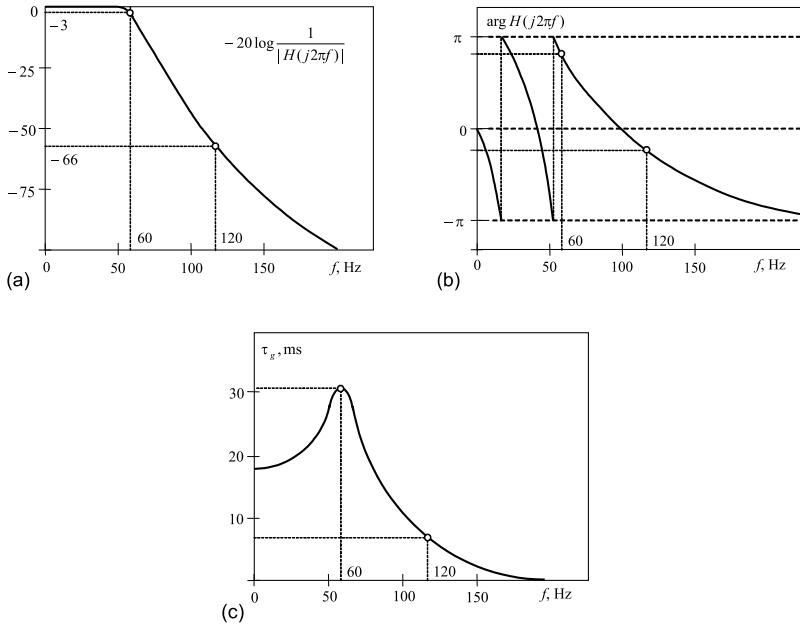 0
−3
−25
−50
−66
−75
−20 log 1/|H(j2πf)|
60
120
0 50 100 150 f, Hz
(a)
arg H(j2πf)
π
0
−π
60
120
0 50 100 150 f, Hz
(b)
τg, ms
30
20
10
60
120
0 50 100 150 f, Hz
(c)